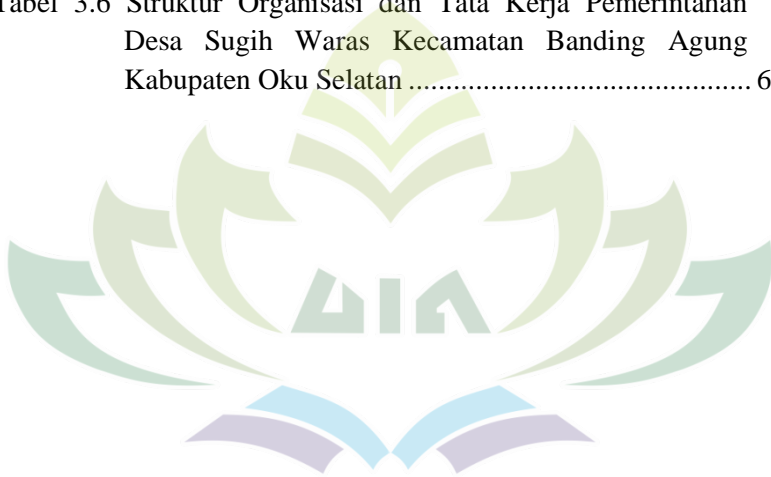 Tabel 3.6 Struktur Organisasi dan Tata Kerja Pemerintahan
Desa Sugih Waras Kecamatan Banding Agung
Kabupaten Oku Selatan ............................................. 6
UIN